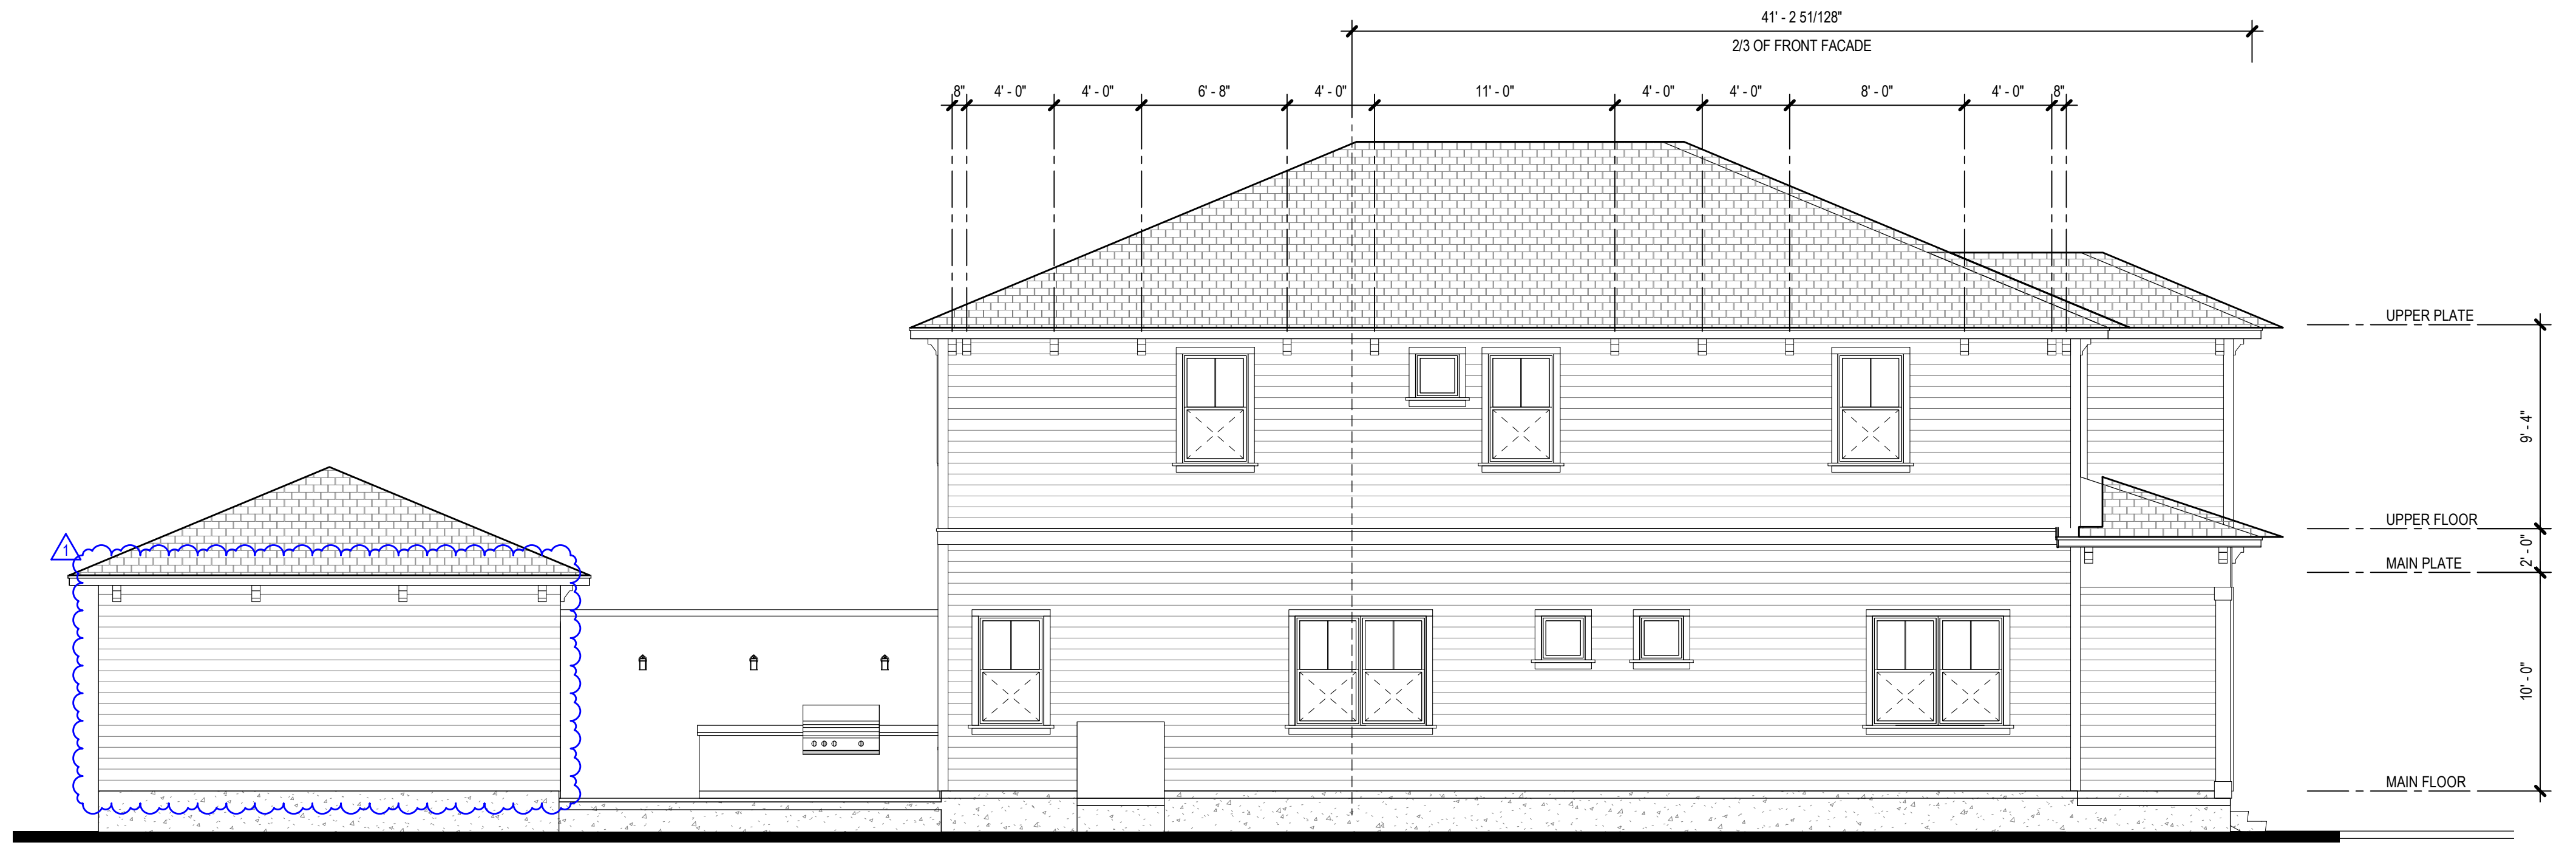 41' - 2 51/128"
2/3 OF FRONT FACADE
8" 4' - 0" 4' - 0" 6' - 8" 4' - 0" 11' - 0" 4' - 0" 4' - 0" 8' - 0" 4' - 0" 8"
UPPER PLATE
9' - 4"
UPPER FLOOR
2' - 0"
MAIN PLATE
10' - 0"
MAIN FLOOR
1